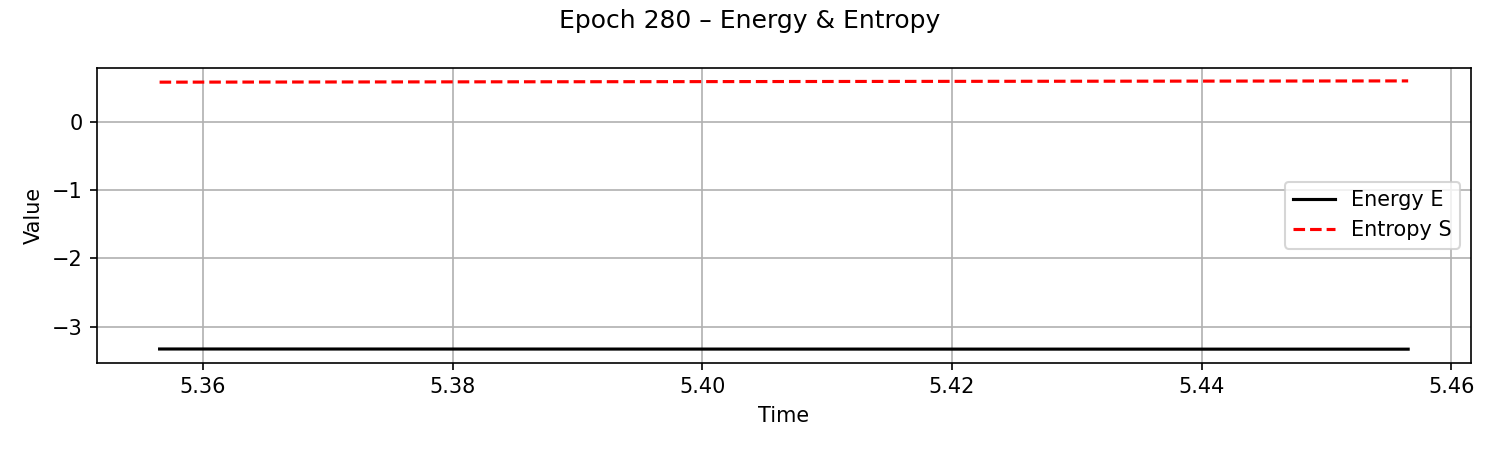 Epoch 280 – Energy & Entropy
Value
0
−1
−2
−3
Energy E
Entropy S
5.36 5.38 5.40 5.42 5.44 5.46
Time